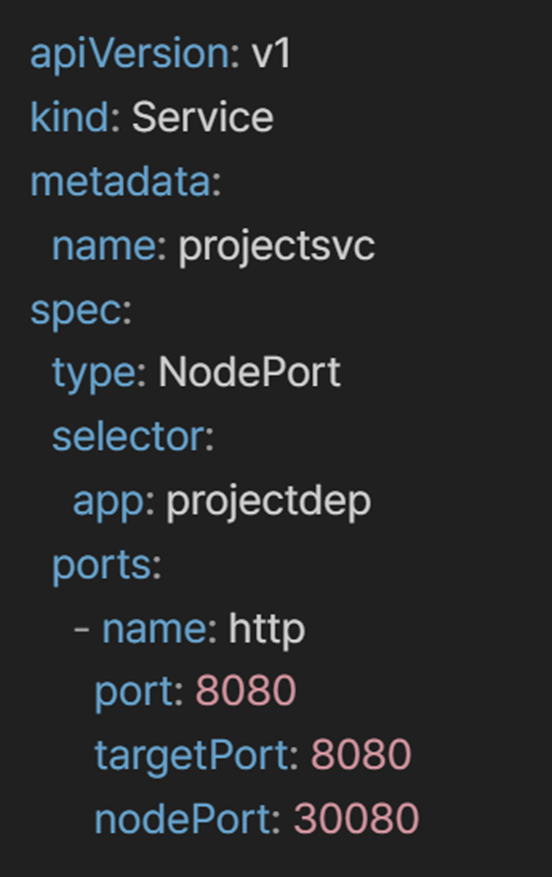 apiVersion: v1
kind: Service
metadata:
  name: projectsvc
spec:
  type: NodePort
  selector:
    app: projectdep
  ports:
    - name: http
      port: 8080
      targetPort: 8080
      nodePort: 30080